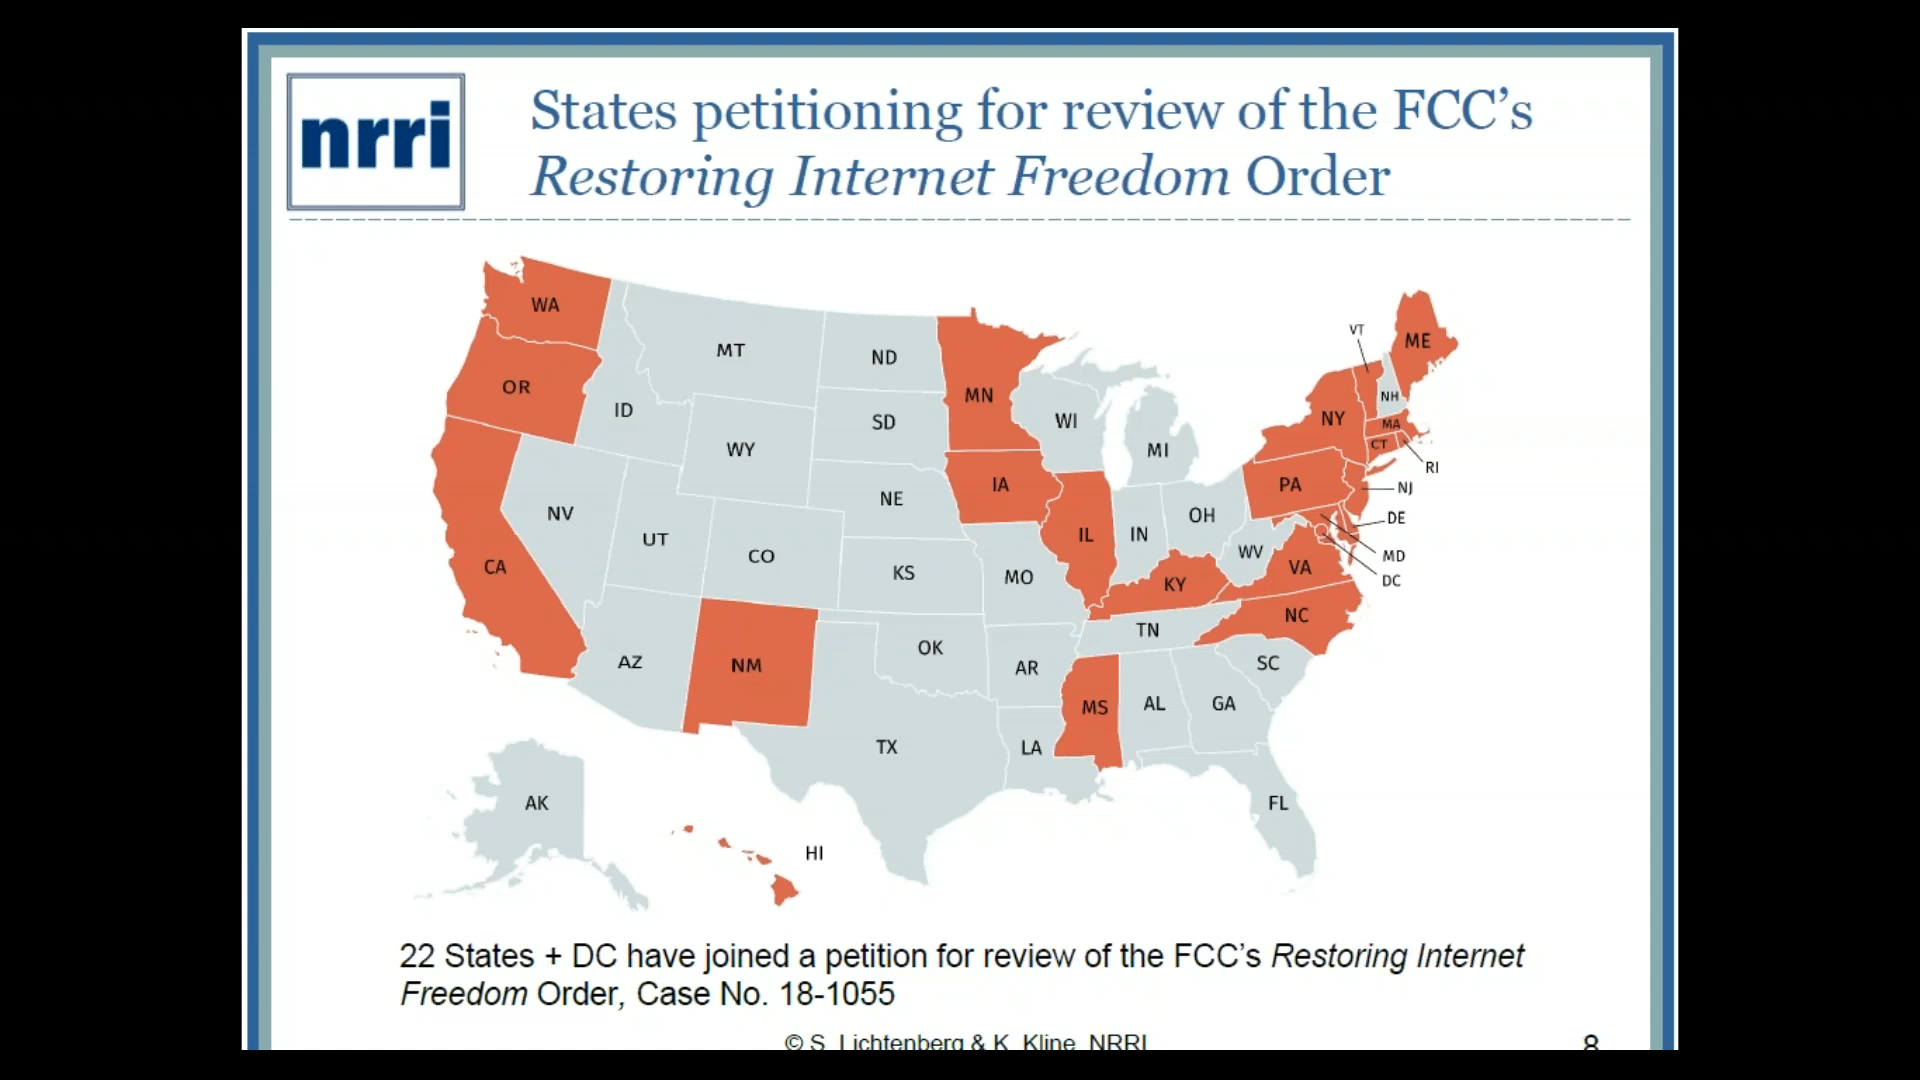 nrri
States petitioning for review of the FCC’s
Restoring Internet Freedom Order
WA
MT
ND
MN
VT
ME
OR
ID
SD
WI
NY
NH
MA
CT
RI
WY
MI
IA
PA
NJ
NE
NV
OH
DE
UT
CO
IL
IN
WV
MD
CA
KS
MO
KY
VA
DC
NC
TN
OK
AZ
NM
AR
SC
MS
AL
GA
TX
LA
AK
FL
HI
22 States + DC have joined a petition for review of the FCC’s Restoring Internet
Freedom Order, Case No. 18-1055
© S. Lichtenberg & K. Kline, NRRI
8